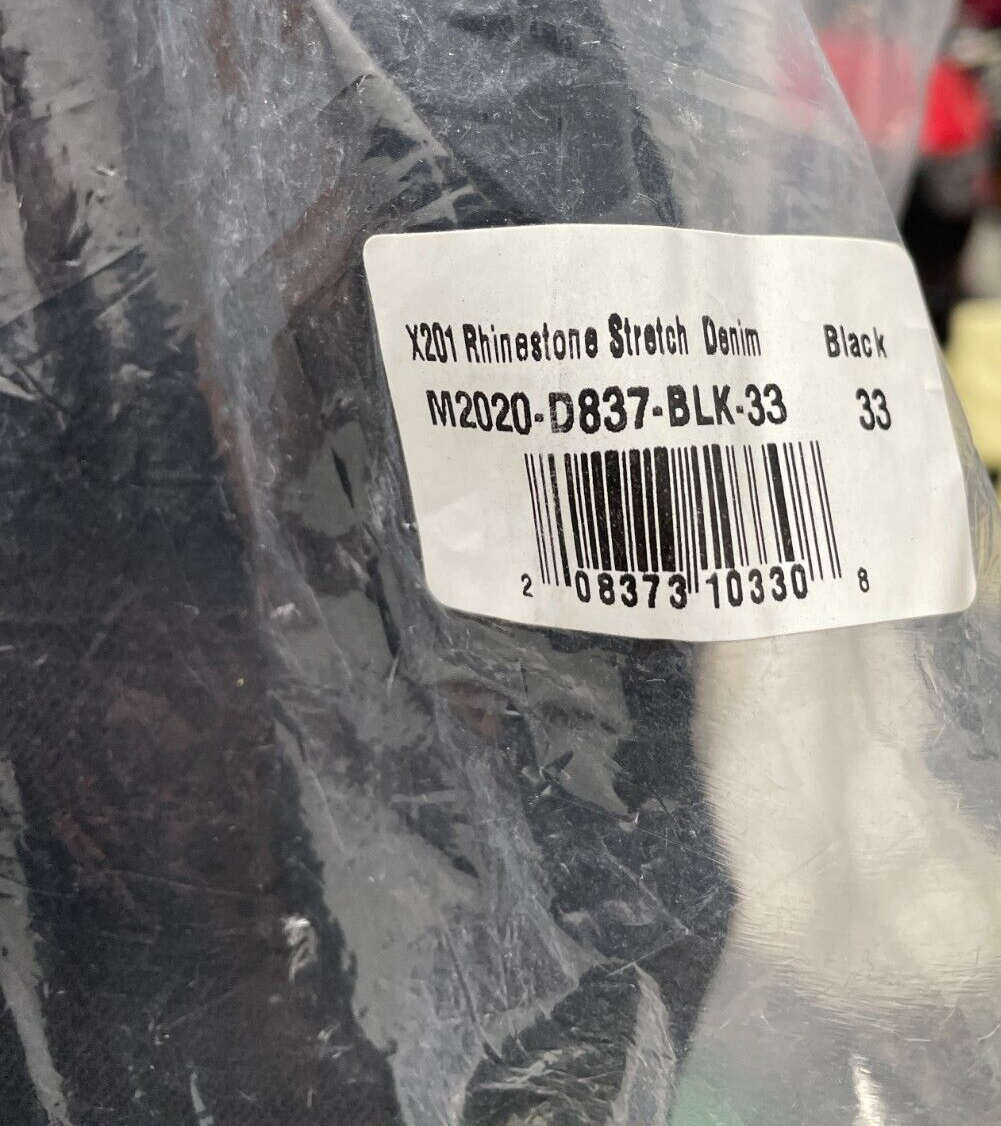 X201 Rhinestone Stretch Denim Black
M2020-D837-BLK-33 33
2 08373 10330 8